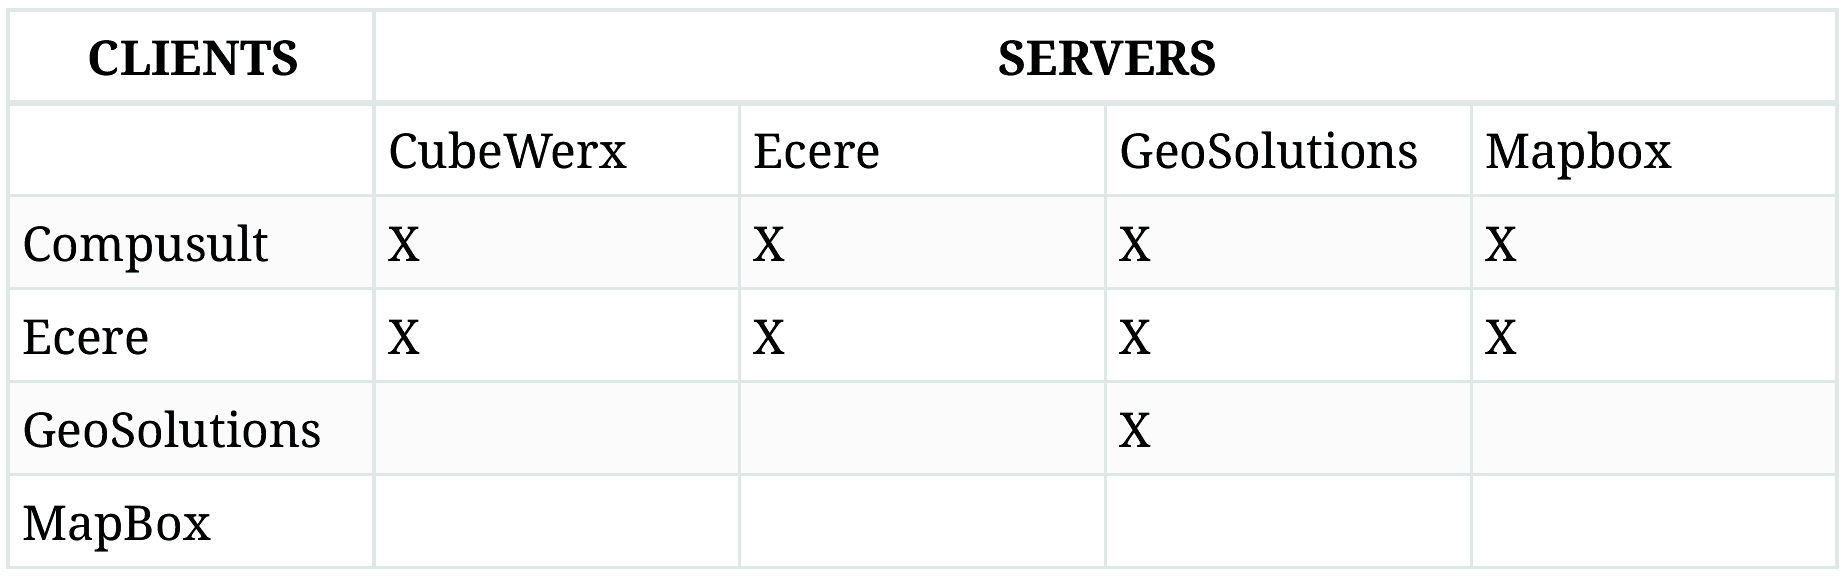 CLIENTS SERVERS
CubeWerx Ecere GeoSolutions Mapbox
Compusult X X X X
Ecere X X X X
GeoSolutions X
MapBox